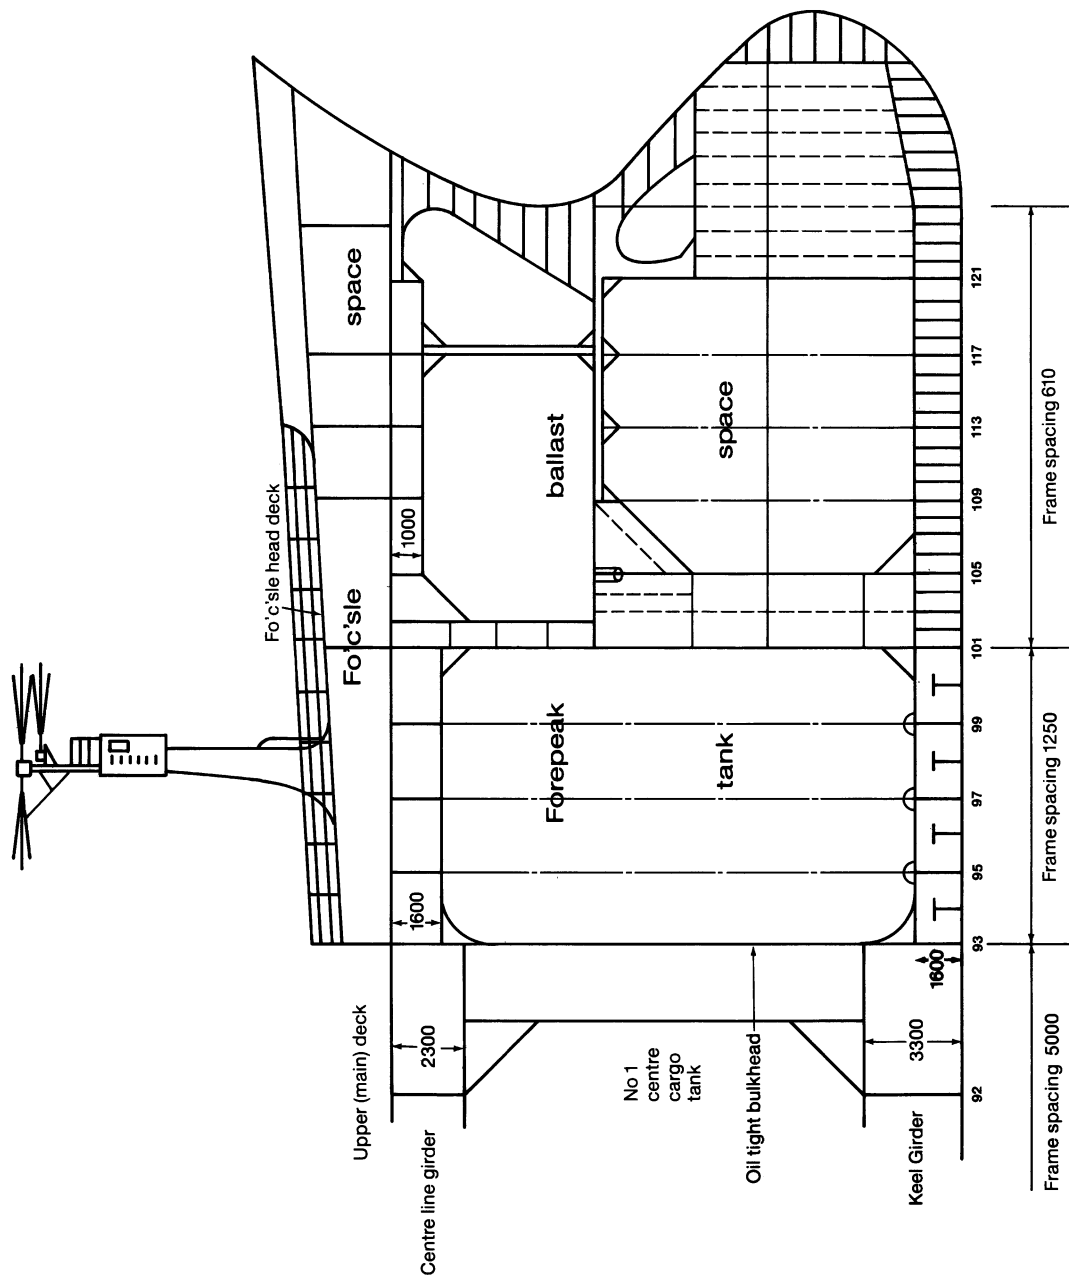 Fo'c'sle head deck
Fo'c'sle
space
Upper (main) deck
1000
1600
2300
Centre line girder
Forepeak
ballast
tank
space
No 1
centre
cargo
tank
Oil tight bulkhead
1600
3300
Keel Girder
92
93
95
97
99
101
105
109
113
117
121
Frame spacing 5000
Frame spacing 1250
Frame spacing 610